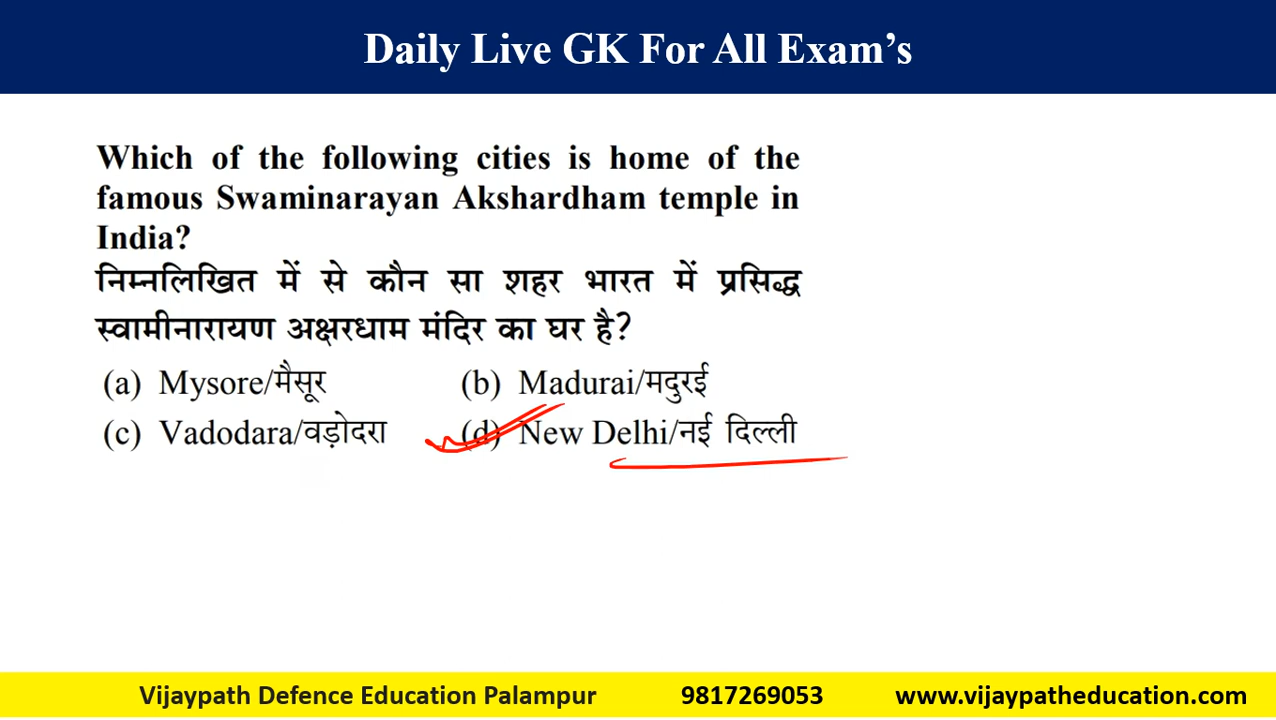 Daily Live GK For All Exam’s
Which of the following cities is home of the
famous Swaminarayan Akshardham temple in
India?
निम्नलिखित में से कौन सा शहर भारत में प्रसिद्ध
स्वामीनारायण अक्षरधाम मंदिर का घर है?
(a) Mysore/मैसूर (b) Madurai/मदुरई
(c) Vadodara/वड़ोदरा (d) New Delhi/नई दिल्ली
Vijaypath Defence Education Palampur 9817269053 www.vijaypatheducation.com